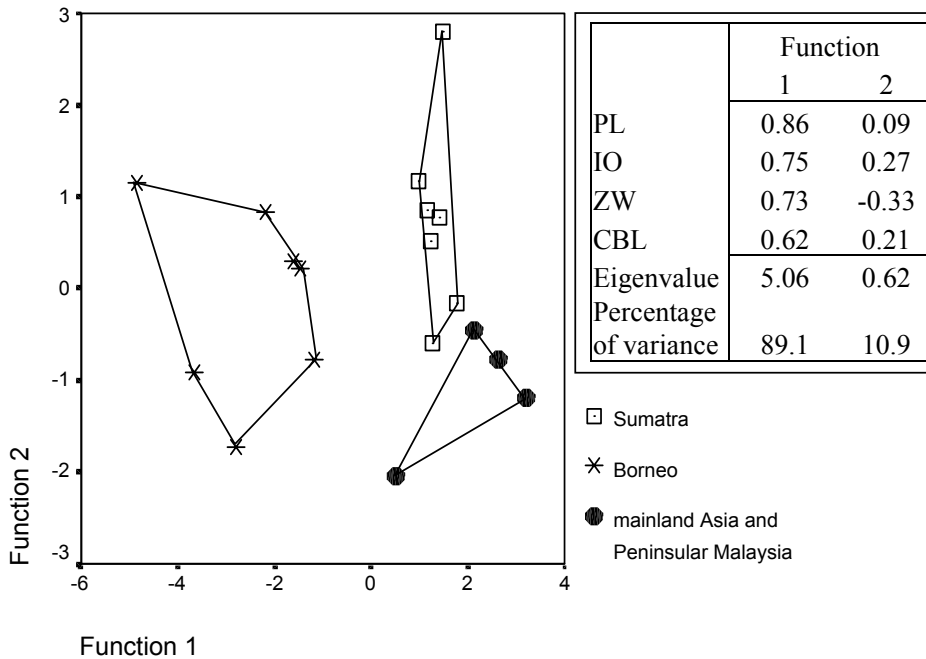 3
2
1
0
-1
-2
-3
Function 2
-6 -4 -2 0 2 4
Function 1
Function
1 2
PL 0.86 0.09
IO 0.75 0.27
ZW 0.73 -0.33
CBL 0.62 0.21
Eigenvalue 5.06 0.62
Percentage
of variance 89.1 10.9
Sumatra
Borneo
mainland Asia and
Peninsular Malaysia